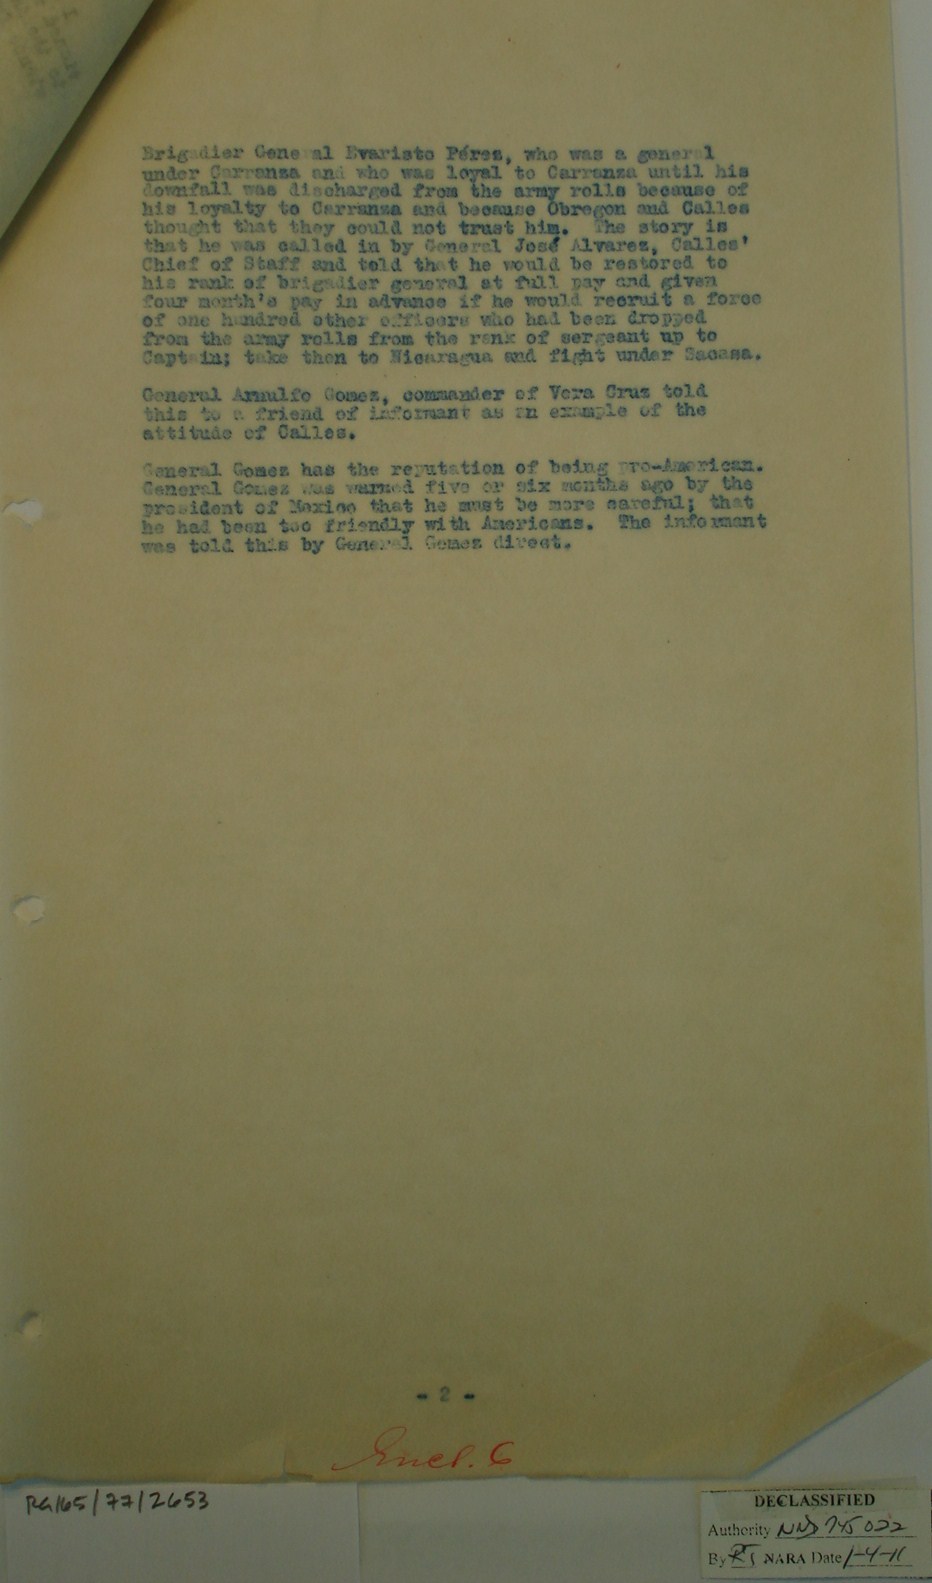 Brigadier General Evaristo Pérez, who was a general
under Carranza and who was loyal to Carranza until his
downfall was discharged from the army rolls because of
his loyalty to Carranza and because Obregon and Calles
thought that they could not trust him. The story is
that he was called in by General José Alvarez, Calles'
Chief of Staff and told that he would be restored to
his rank of brigadier general at full pay and given
four month's pay in advance if he would recruit a force
of one hundred other officers who had been dropped
from the army rolls from the rank of sergeant up to
Captain; take then to Nicaragua and fight under Sacasa.
General Arnulfo Gomez, commander of Vera Cruz told
this to a friend of informant as an example of the
attitude of Calles.
General Gomez has the reputation of being pro-American.
General Gomez was warned five or six months ago by the
president of Mexico that he must be more careful; that
he had been too friendly with Americans. The informant
was told this by General Gomez direct.
- 2 -
Encl. 6
RG165/77/2653
DECLASSIFIED
Authority NND 745022
By RJ NARA Date 1-4-11